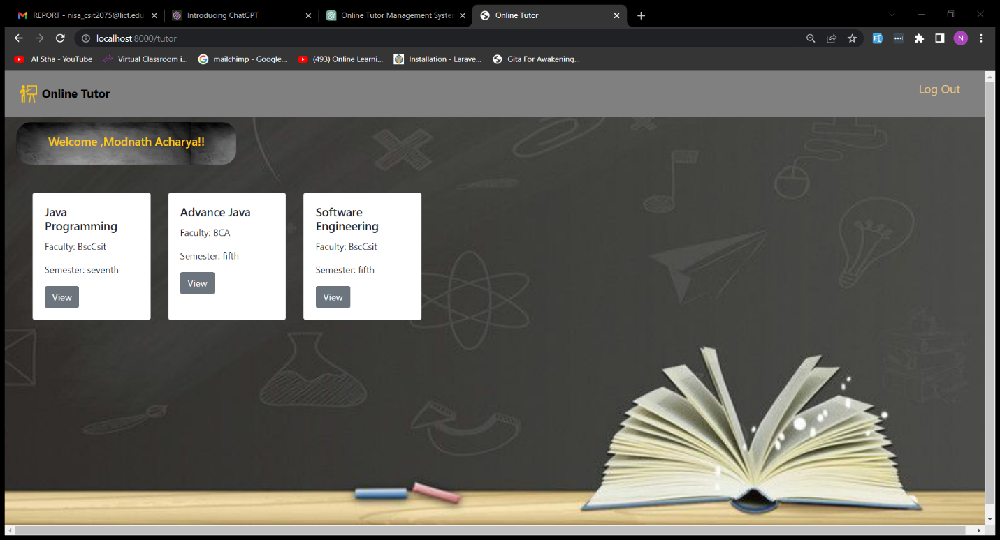 REPORT - nisa_csit2075@lict.edu
Introducing ChatGPT
Online Tutor Management System
Online Tutor
localhost:8000/tutor
N
Al Stha - YouTube
Virtual Classroom i...
mailchimp - Google...
(493) Online Learni...
Installation - Larave...
Gita For Awakening...
Online Tutor
Log Out
Welcome ,Modnath Acharya!!
Java
Programming
Faculty: BscCsit
Semester: seventh
View
Advance Java
Faculty: BCA
Semester: fifth
View
Software
Engineering
Faculty: BscCsit
Semester: fifth
View